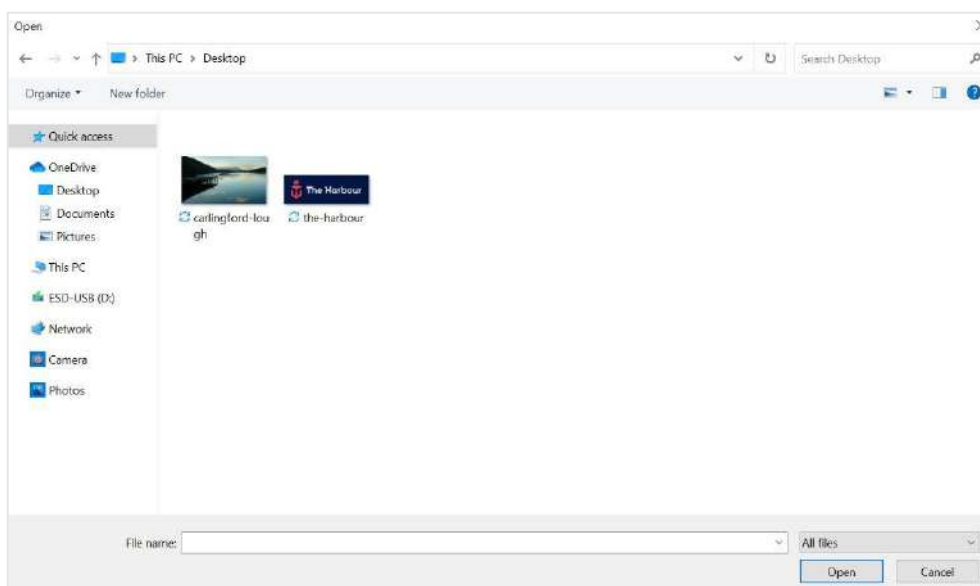 Open
This PC > Desktop
Search Desktop
Organize
New folder
Quick access
OneDrive
Desktop
Documents
Pictures
This PC
ESD-USB (D:)
Network
Camera
Photos
The Harbour
carlingford-lou
gh
the-harbour
File name:
All files
Open
Cancel